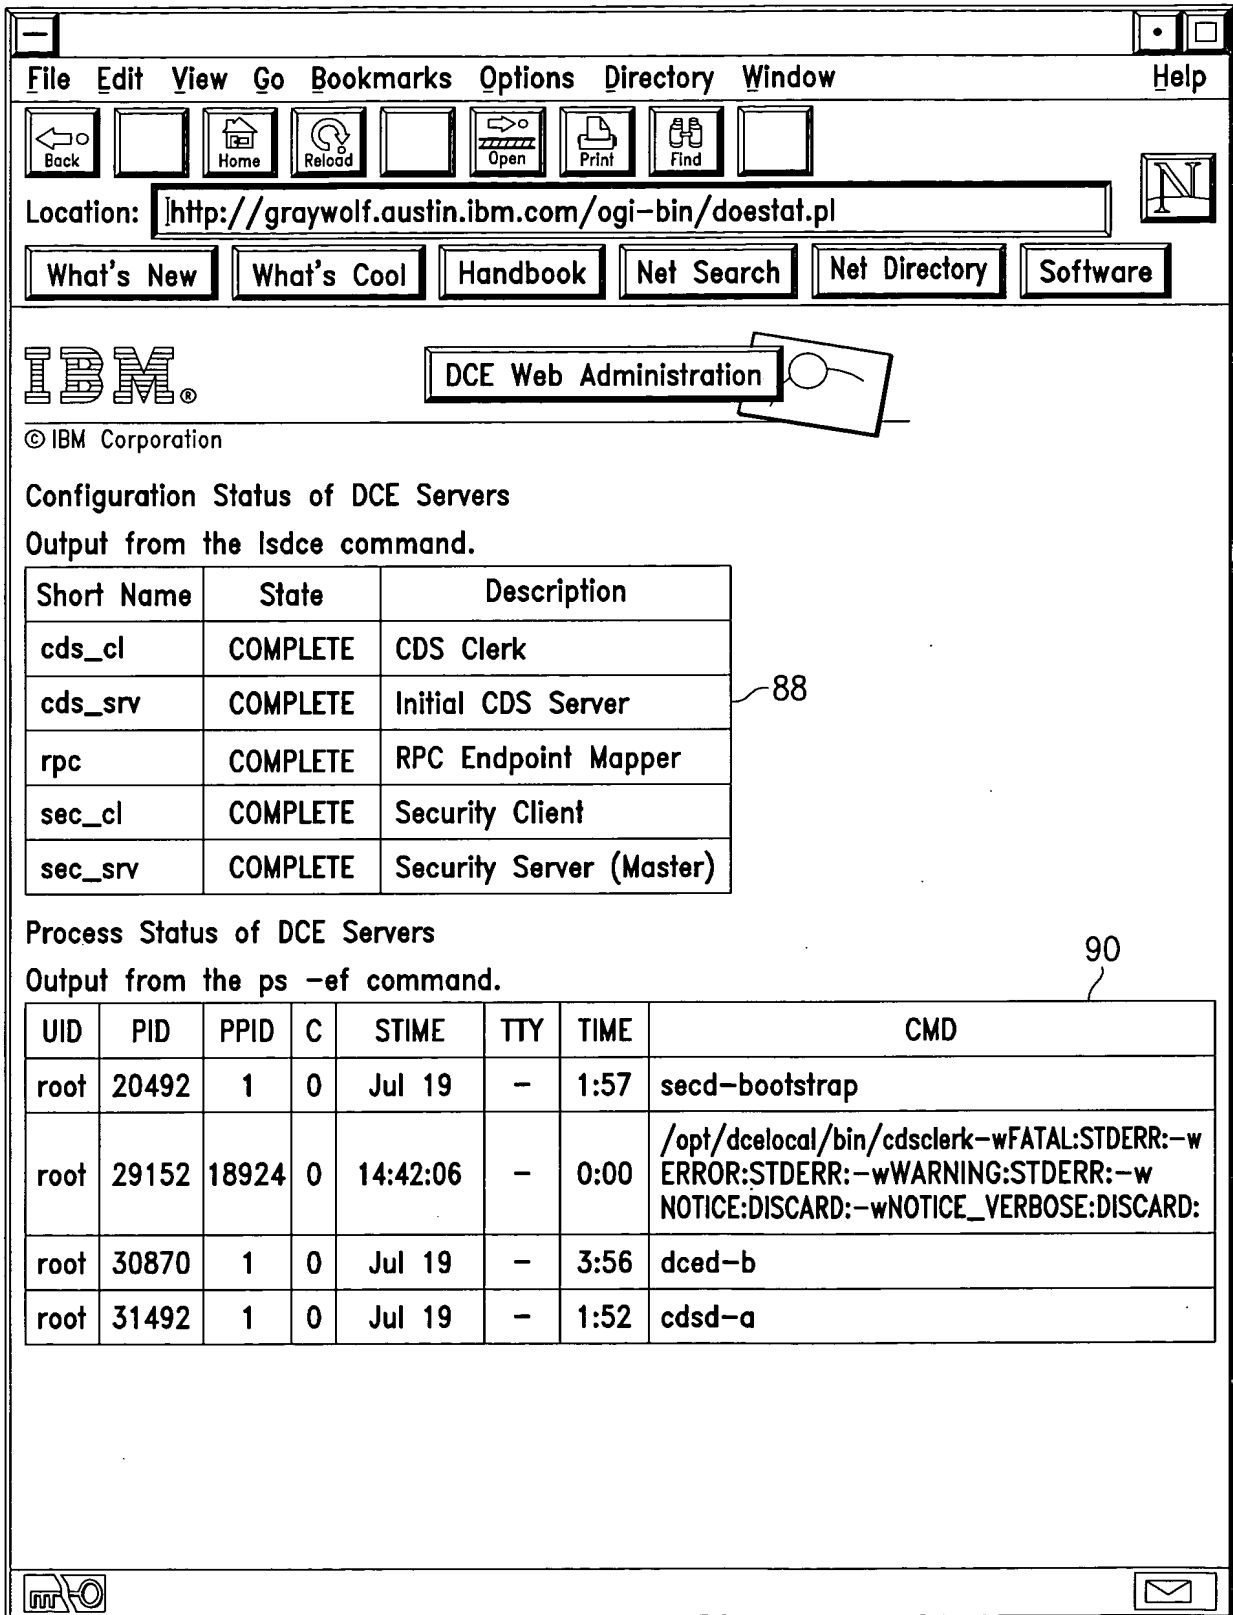 File Edit View Go Bookmarks Options Directory Window Help
Back Home Reload Open Print Find
N
Location: http://graywolf.austin.ibm.com/ogi-bin/doestat.pl
What's New What's Cool Handbook Net Search Net Directory Software
IBM®
DCE Web Administration
© IBM Corporation
Configuration Status of DCE Servers
Output from the lsdce command.
Short Name State Description
cds_cl COMPLETE CDS Clerk
cds_srv COMPLETE Initial CDS Server
88
rpc COMPLETE RPC Endpoint Mapper
sec_cl COMPLETE Security Client
sec_srv COMPLETE Security Server (Master)
Process Status of DCE Servers
90
Output from the ps -ef command.
UID PID PPID C STIME TTY TIME CMD
root 20492 1 0 Jul 19 - 1:57 secd-bootstrap
root 29152 18924 0 14:42:06 - 0:00 /opt/dcelocal/bin/cdsclerk-wFATAL:STDERR:-w
ERROR:STDERR:-wWARNING:STDERR:-w
NOTICE:DISCARD:-wNOTICE_VERBOSE:DISCARD:
root 30870 1 0 Jul 19 - 3:56 dced-b
root 31492 1 0 Jul 19 - 1:52 cdsd-a